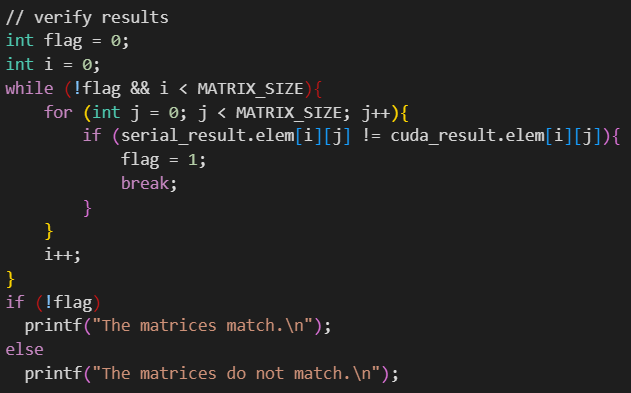 // verify results
int flag = 0;
int i = 0;
while (!flag && i < MATRIX_SIZE){
    for (int j = 0; j < MATRIX_SIZE; j++){
        if (serial_result.elem[i][j] != cuda_result.elem[i][j]){
            flag = 1;
            break;
        }
    }
    i++;
}
if (!flag)
  printf("The matrices match.\n");
else
  printf("The matrices do not match.\n");